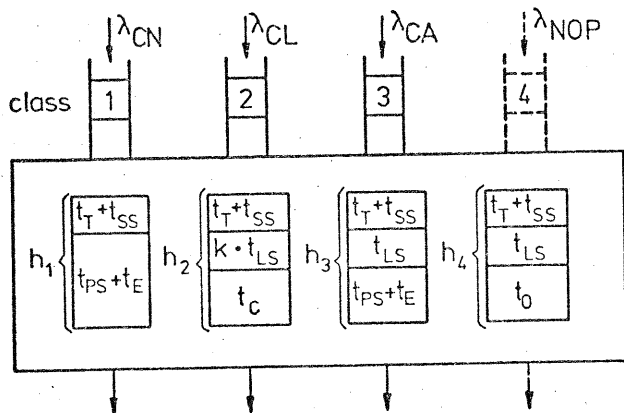 λCN λCL λCA λNOP
class 1 2 3 4
tT+tSS tT+tSS tT+tSS tT+tSS
h1 h2 k·tLS h3 tLS h4 tLS
tPS+tE tC tPS+tE tO